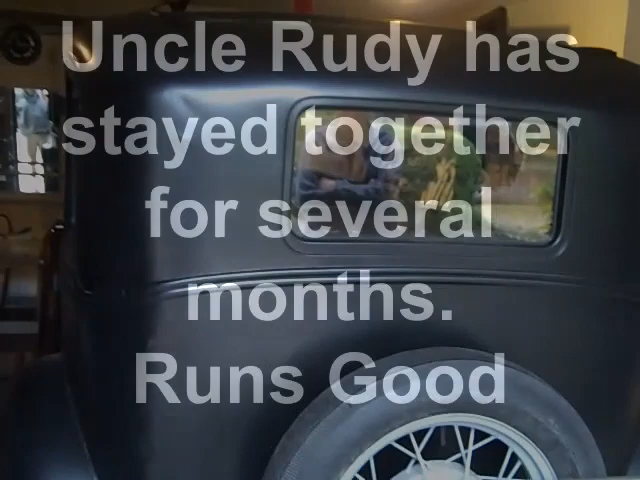 Uncle Rudy has
stayed together
for several
months.
Runs Good